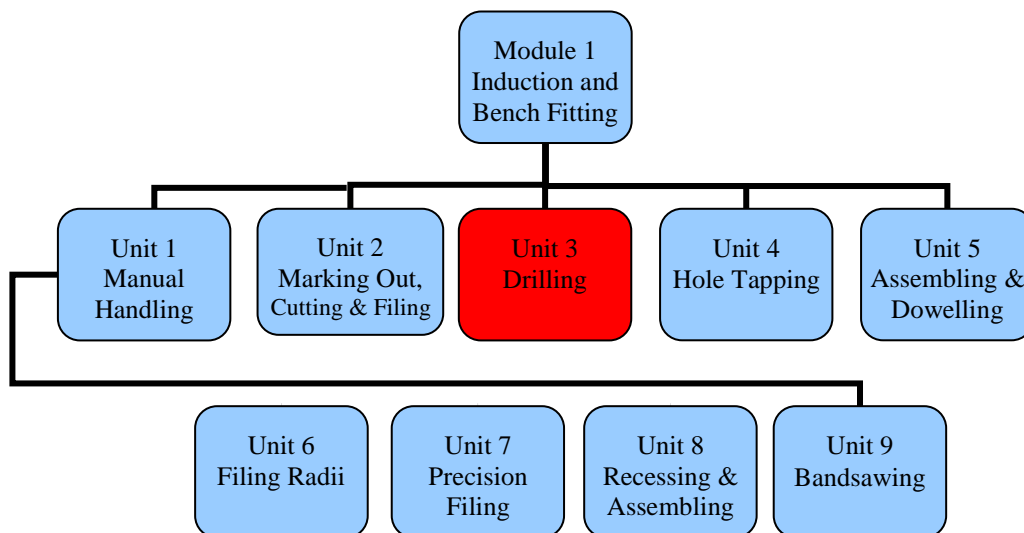 Module 1
Induction and
Bench Fitting
Unit 1
Manual
Handling
Unit 2
Marking Out,
Cutting & Filing
Unit 3
Drilling
Unit 4
Hole Tapping
Unit 5
Assembling &
Dowelling
Unit 6
Filing Radii
Unit 7
Precision
Filing
Unit 8
Recessing &
Assembling
Unit 9
Bandsawing